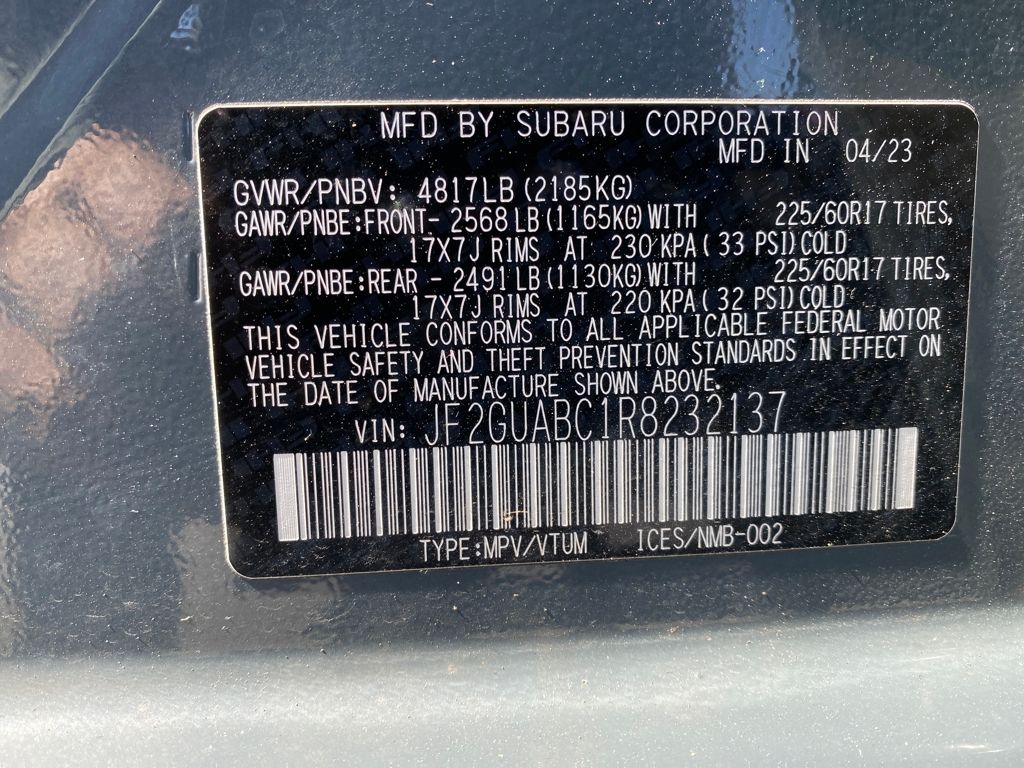 MFD BY SUBARU CORPORATION
MFD IN 04/23
GVWR/PNBV: 4817LB (2185KG)
GAWR/PNBE:FRONT- 2568 LB (1165KG) WITH 225/60R17 TIRES,
17X7J RIMS AT 230 KPA ( 33 PSI) COLD
GAWR/PNBE:REAR - 2491 LB (1130KG) WITH 225/60R17 TIRES,
17X7J RIMS AT 220 KPA ( 32 PSI) COLD
THIS VEHICLE CONFORMS TO ALL APPLICABLE FEDERAL MOTOR
VEHICLE SAFETY AND THEFT PREVENTION STANDARDS IN EFFECT ON
THE DATE OF MANUFACTURE SHOWN ABOVE.
VIN: JF2GUABC1R8232137
TYPE:MPV/VTUM ICES/NMB-002